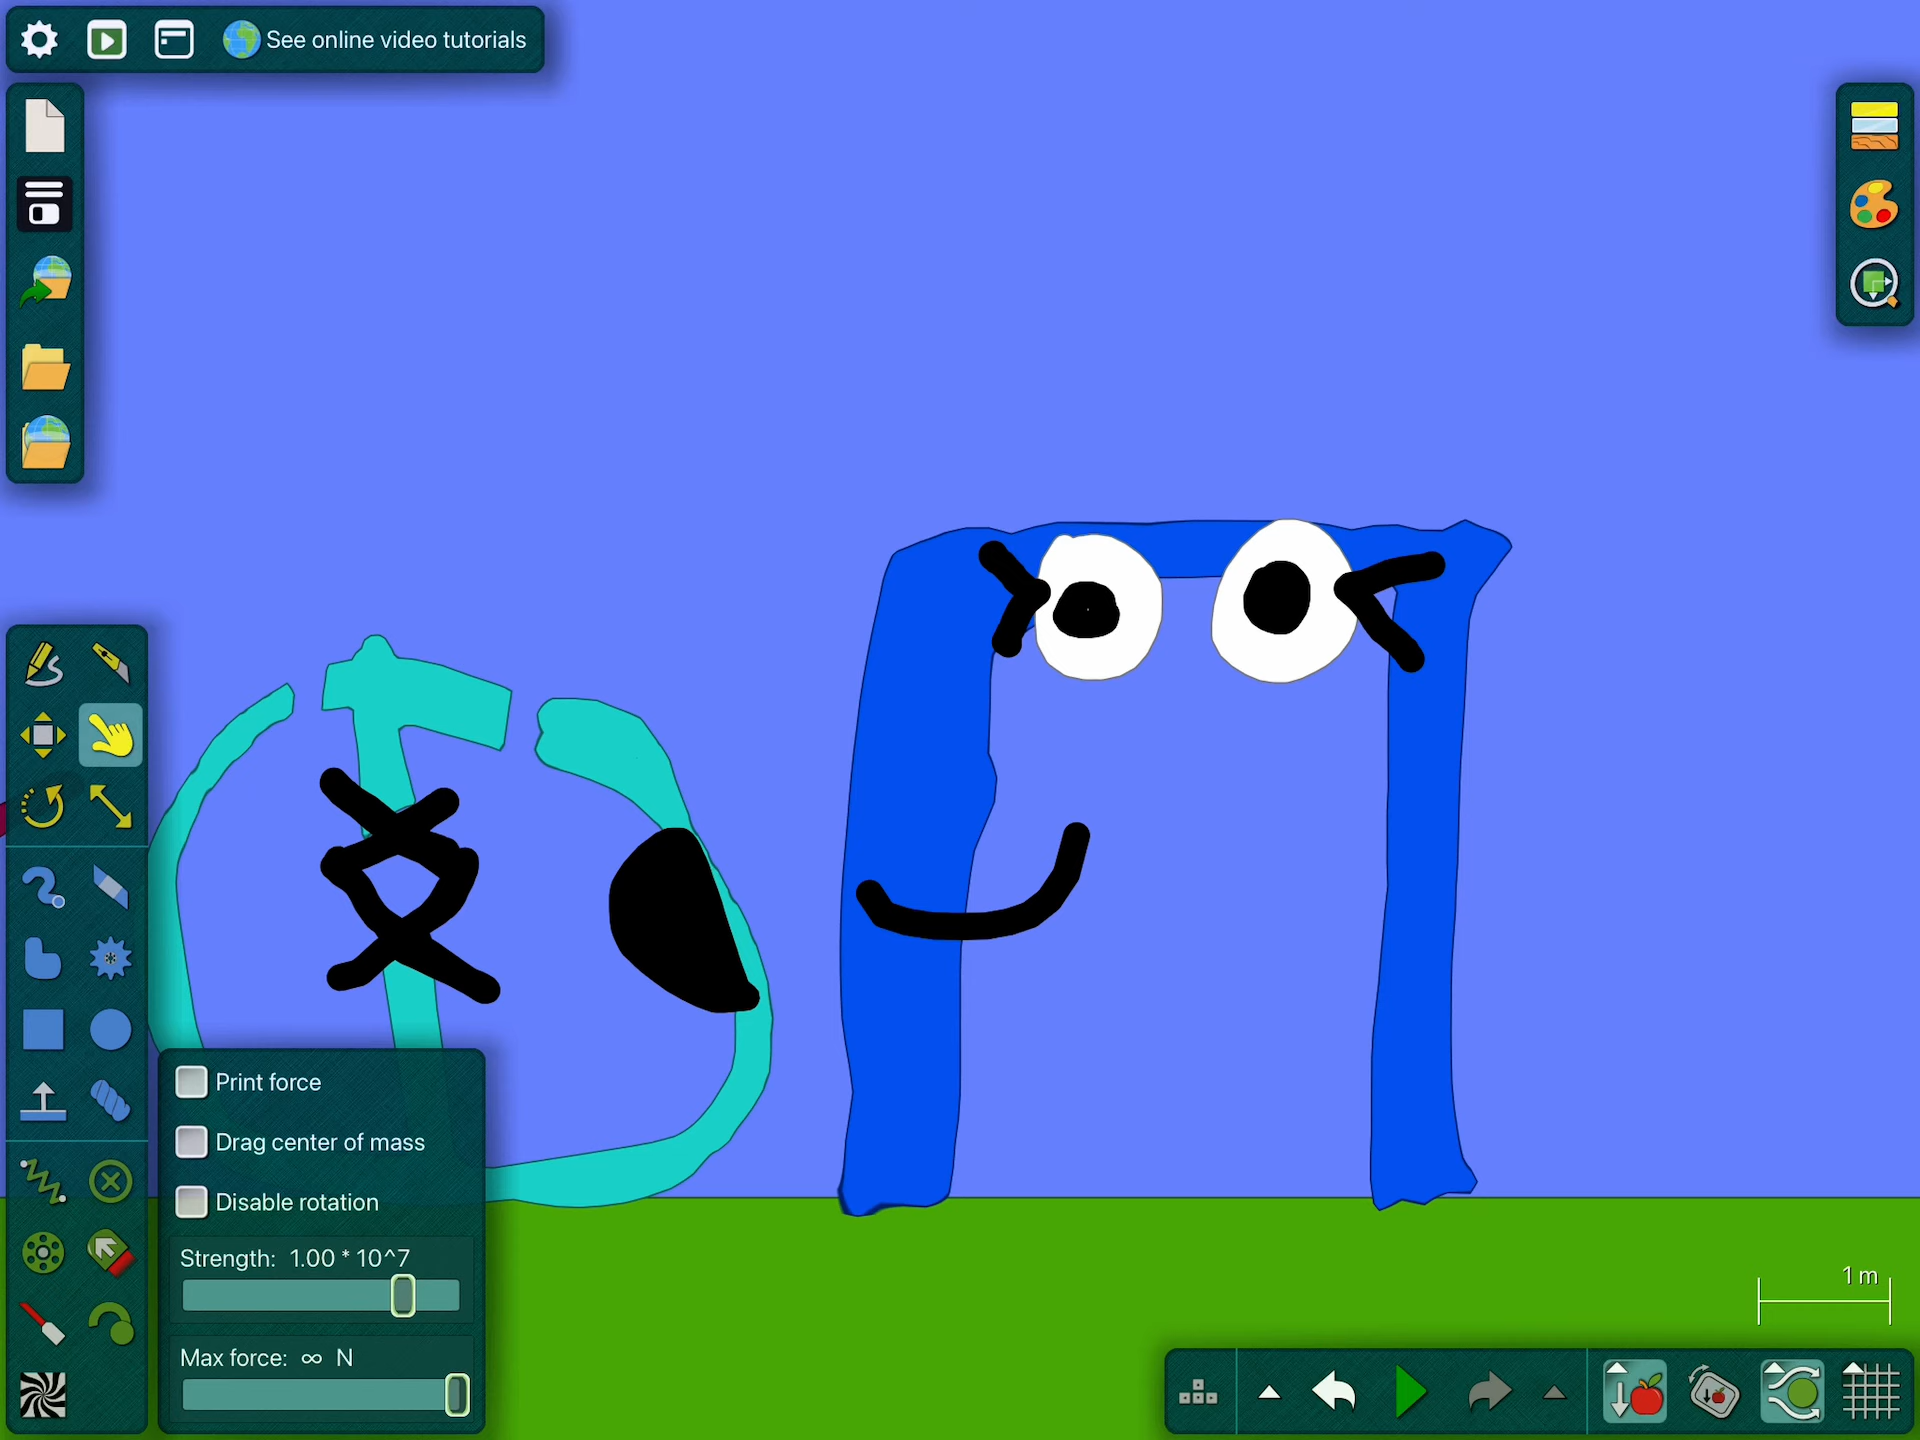 See online video tutorials
Print force
Drag center of mass
Disable rotation
Strength: 1.00 * 10^7
Max force: ∞ N
1 m